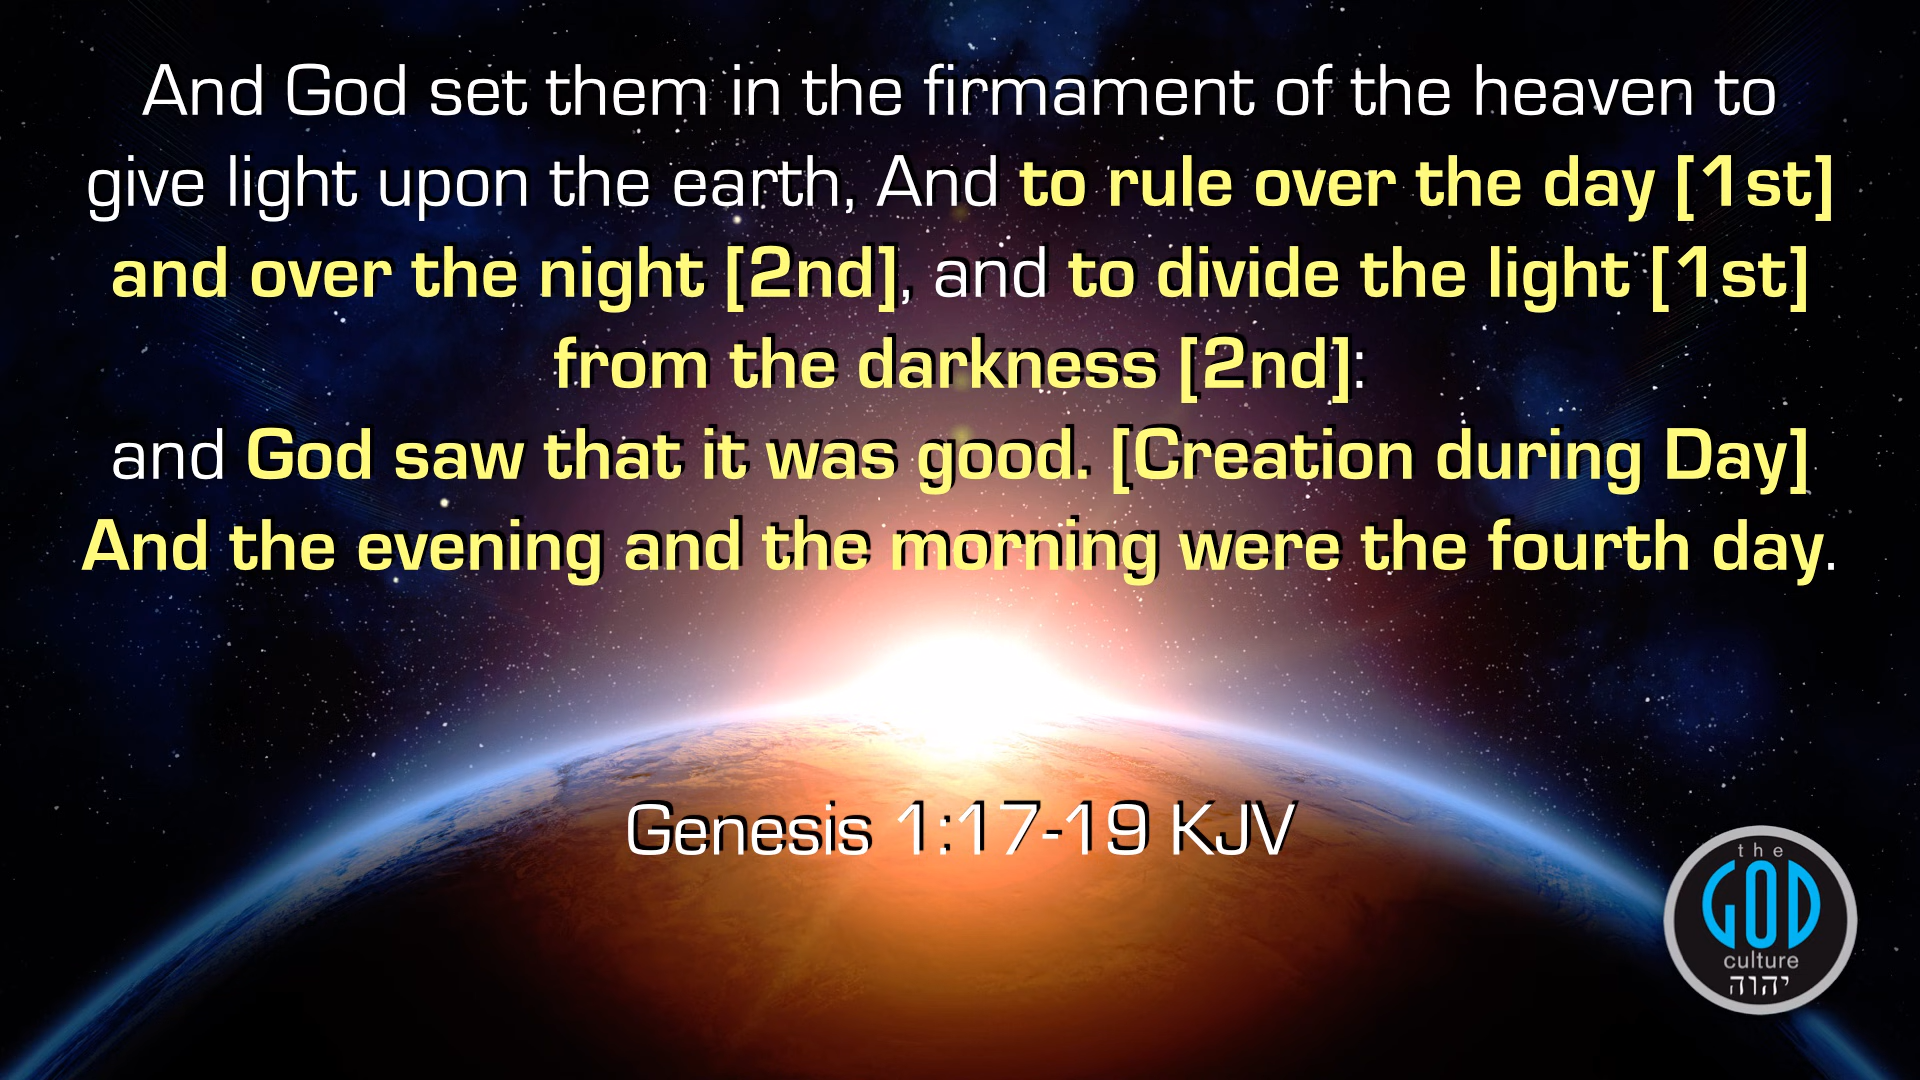 And God set them in the firmament of the heaven to
give light upon the earth, And to rule over the day [1st]
and over the night [2nd], and to divide the light [1st]
from the darkness [2nd]:
and God saw that it was good. [Creation during Day]
And the evening and the morning were the fourth day.
Genesis 1:17-19 KJV
the
GOD
culture
יהוה